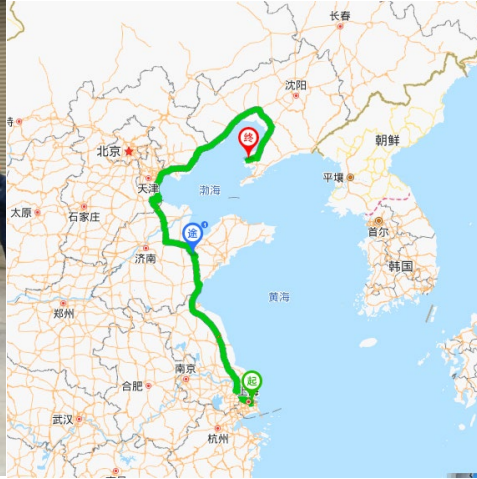 长春
沈阳
终
朝鲜
北京
平壤
天津
渤海
首尔
太原
石家庄
途
济南
韩国
黄海
郑州
起
南京
合肥
武汉
杭州